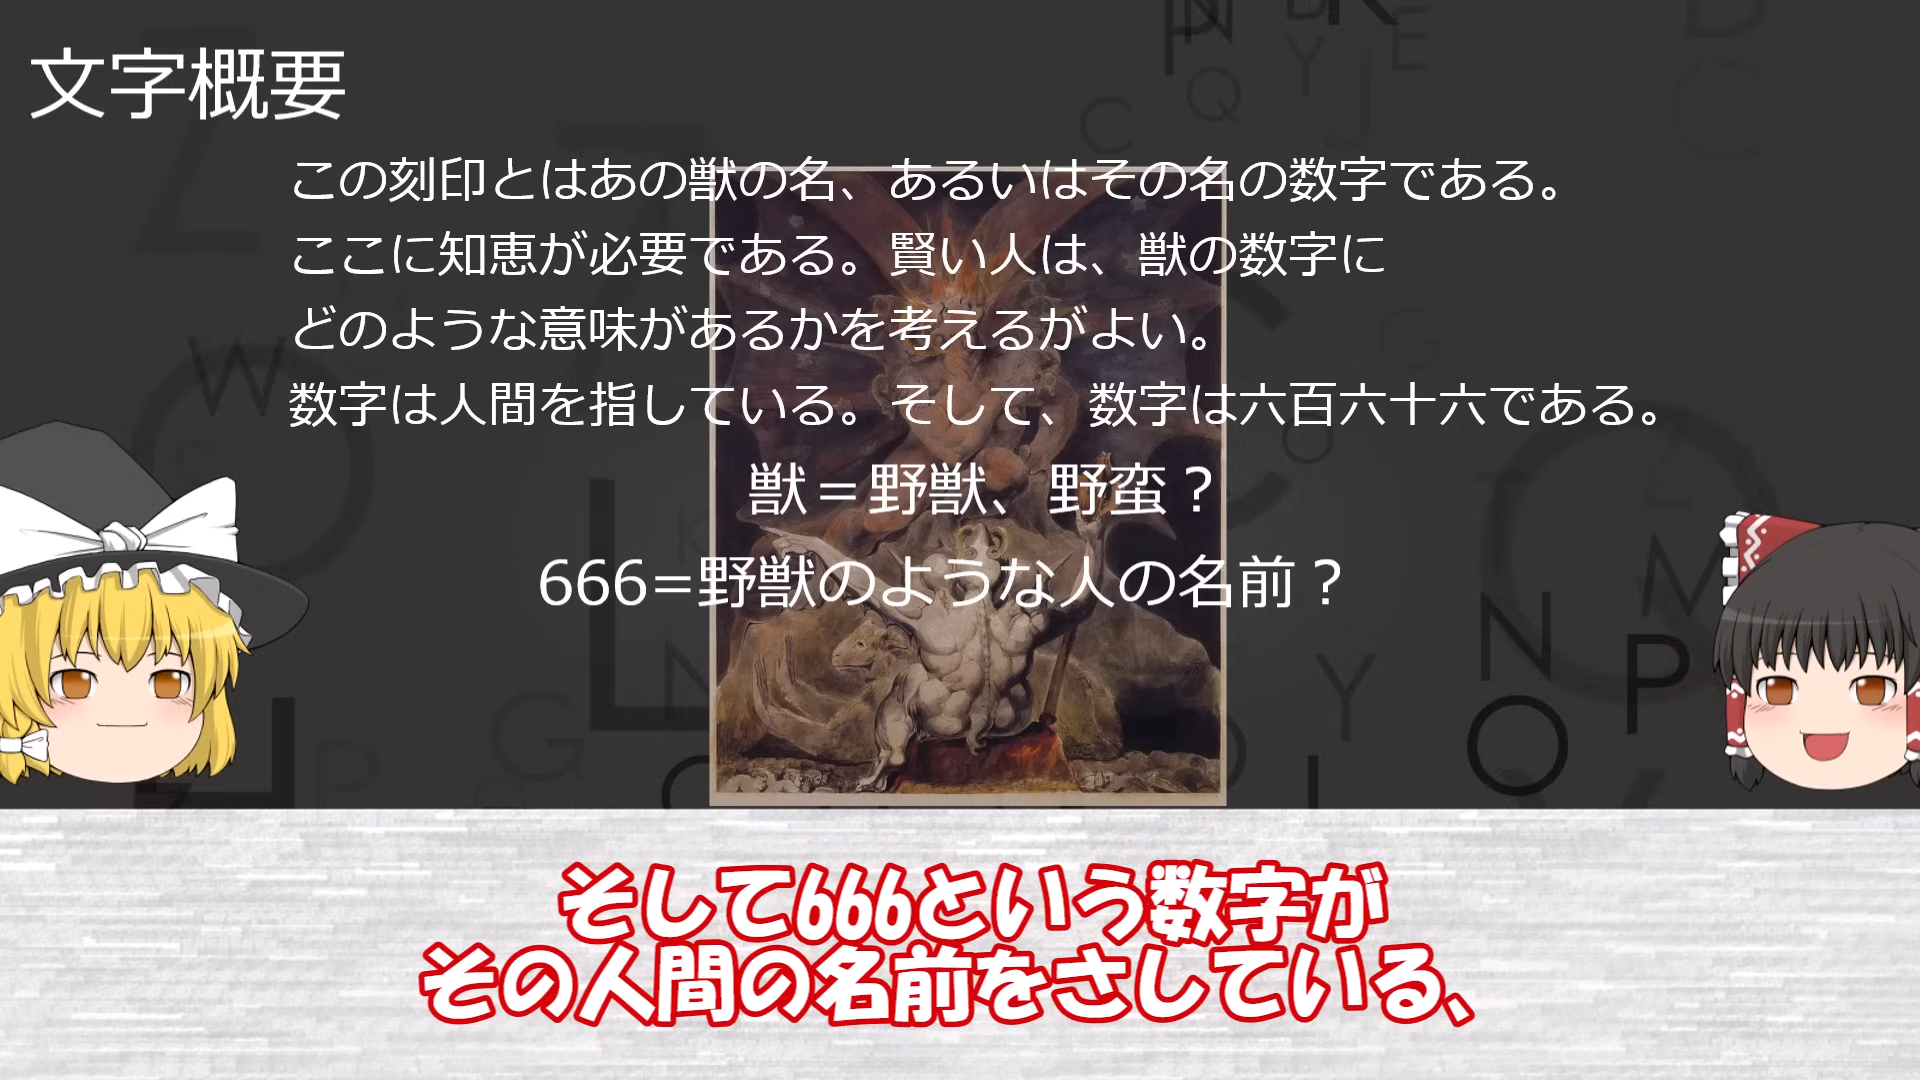 文字概要
この刻印とはあの獣の名、あるいはその名の数字である。
ここに知恵が必要である。賢い人は、獣の数字に
どのような意味があるかを考えるがよい。
数字は人間を指している。そして、数字は六百六十六である。
獣＝野獣、野蛮？
666=野獣のような人の名前？
そして666という数字が
その人間の名前をさしている、